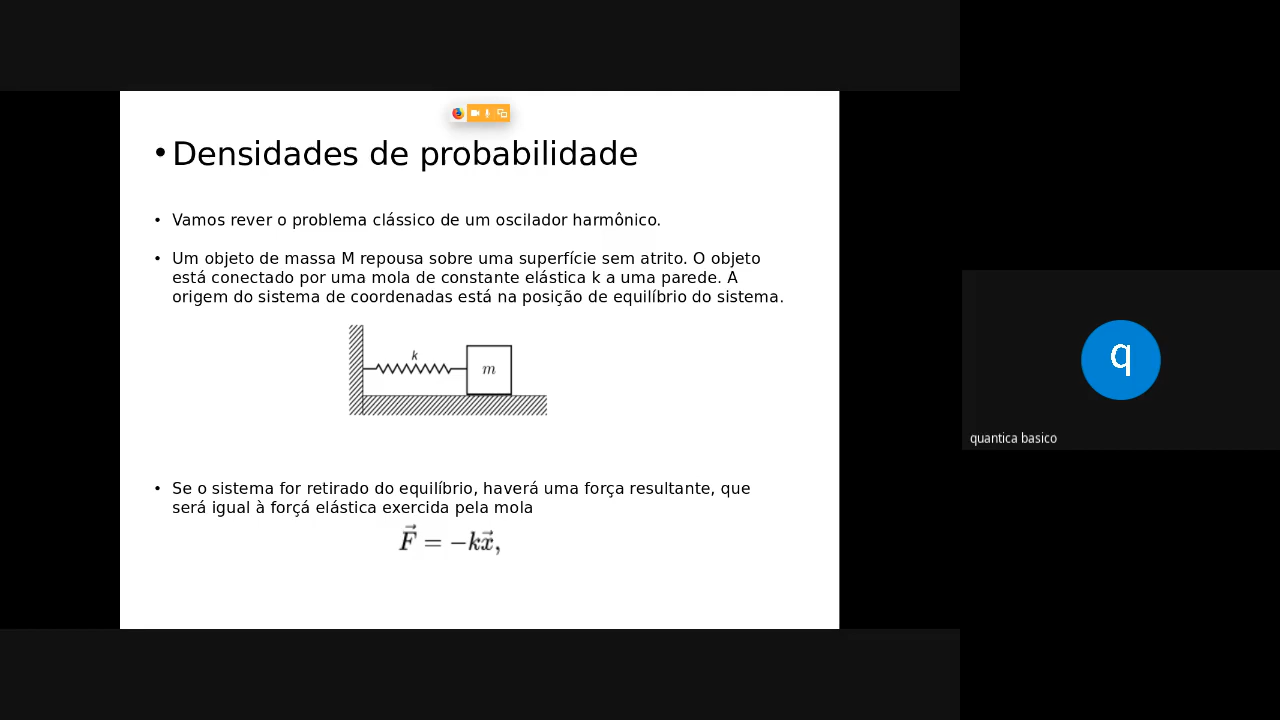 • Densidades de probabilidade
• Vamos rever o problema clássico de um oscilador harmônico.
• Um objeto de massa M repousa sobre uma superfície sem atrito. O objeto
está conectado por uma mola de constante elástica k a uma parede. A
origem do sistema de coordenadas está na posição de equilíbrio do sistema.
k
m
• Se o sistema for retirado do equilíbrio, haverá uma força resultante, que
será igual à forçá elástica exercida pela mola
$\vec{F} = -k\vec{x},$
q
quantica basico